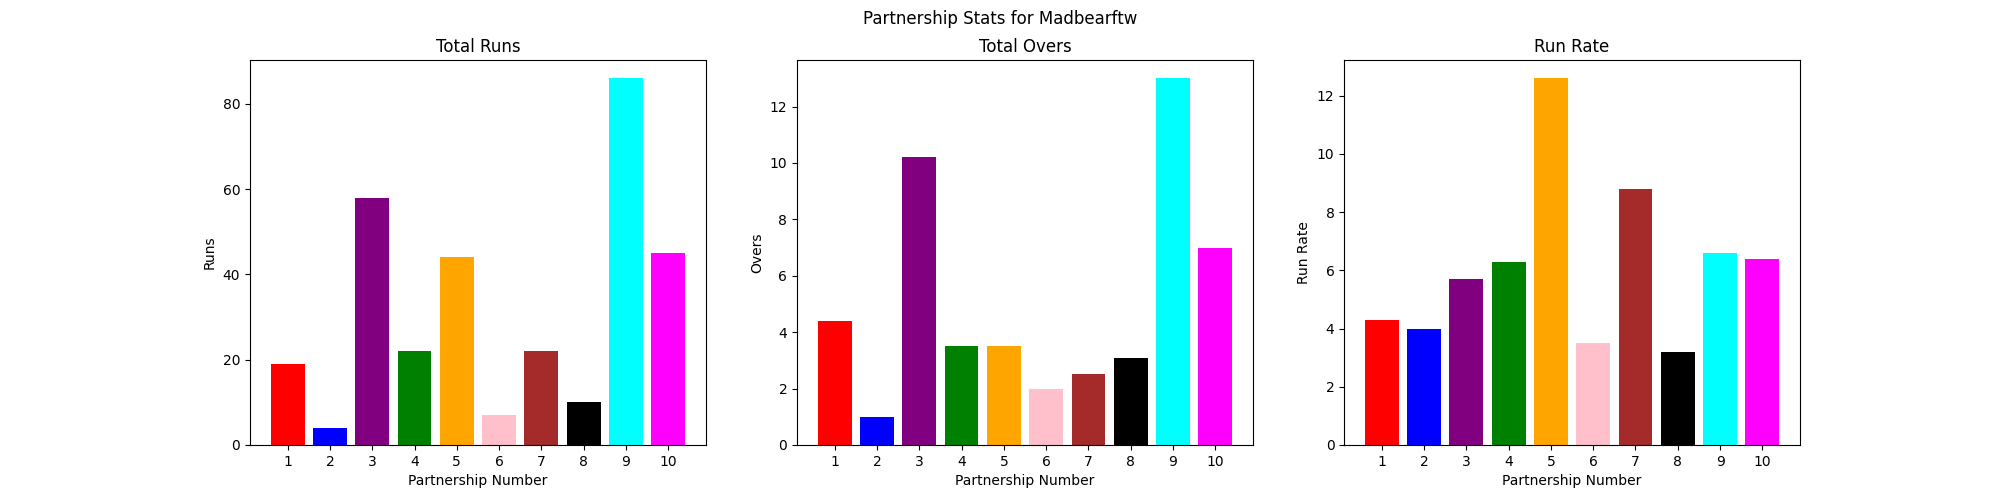 Partnership Stats for Madbearftw
Total Runs
Runs
80
60
40
20
0
1 2 3 4 5 6 7 8 9 10
Partnership Number
Total Overs
Overs
12
10
8
6
4
2
0
1 2 3 4 5 6 7 8 9 10
Partnership Number
Run Rate
Run Rate
12
10
8
6
4
2
0
1 2 3 4 5 6 7 8 9 10
Partnership Number